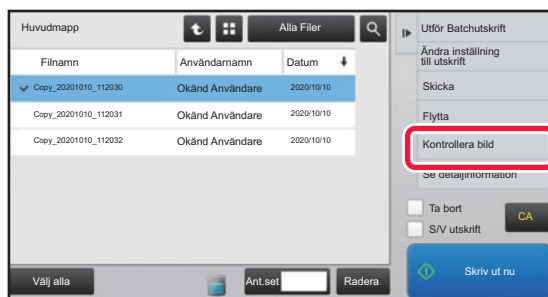 Huvudmapp
Alla Filer
Filnamn
Användarnamn
Datum
Copy_20201010_112030
Okänd Användare
2020/10/10
Copy_20201010_112031
Okänd Användare
2020/10/10
Copy_20201010_112032
Okänd Användare
2020/10/10
Välj alla
Ant.set
Radera
Utför Batchutskrift
Ändra inställning
till utskrift
Skicka
Flytta
Kontrollera bild
Se detaljinformation
Ta bort
S/V utskrift
CA
Skriv ut nu